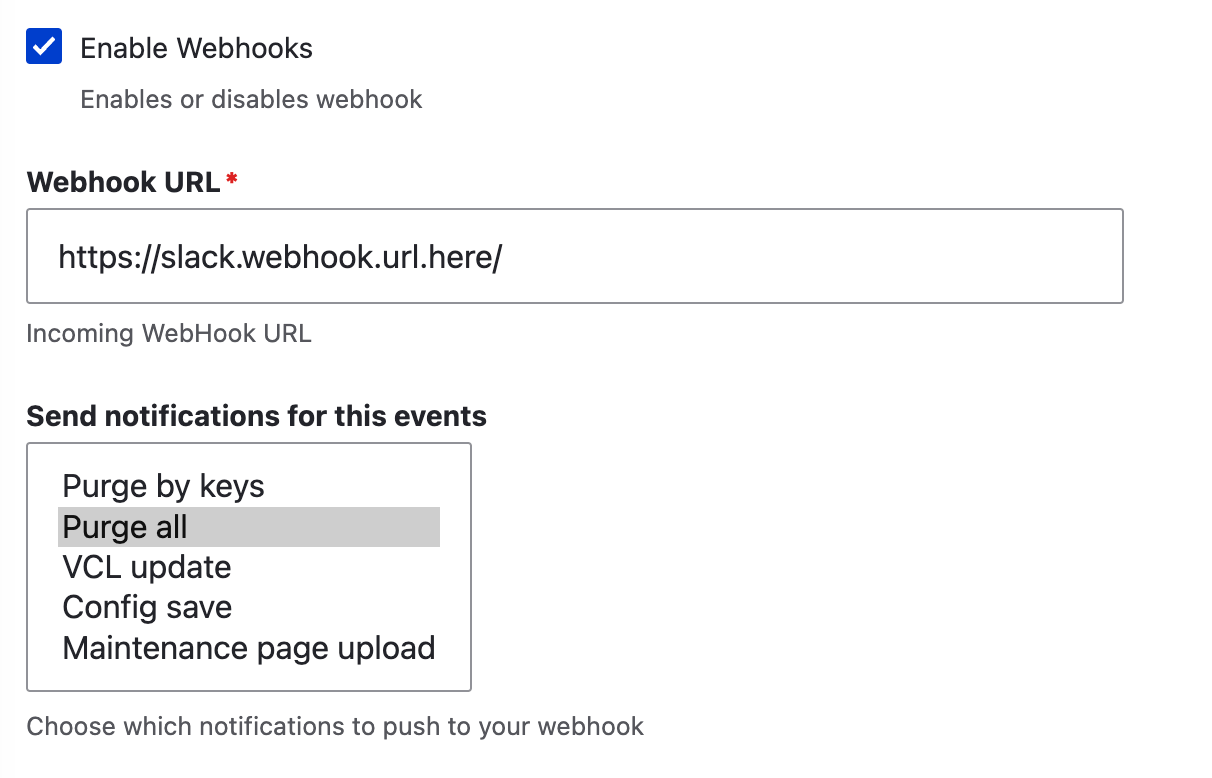 Enable Webhooks
Enables or disables webhook
Webhook URL*
https://slack.webhook.url.here/
Incoming WebHook URL
Send notifications for this events
Purge by keys
Purge all
VCL update
Config save
Maintenance page upload
Choose which notifications to push to your webhook